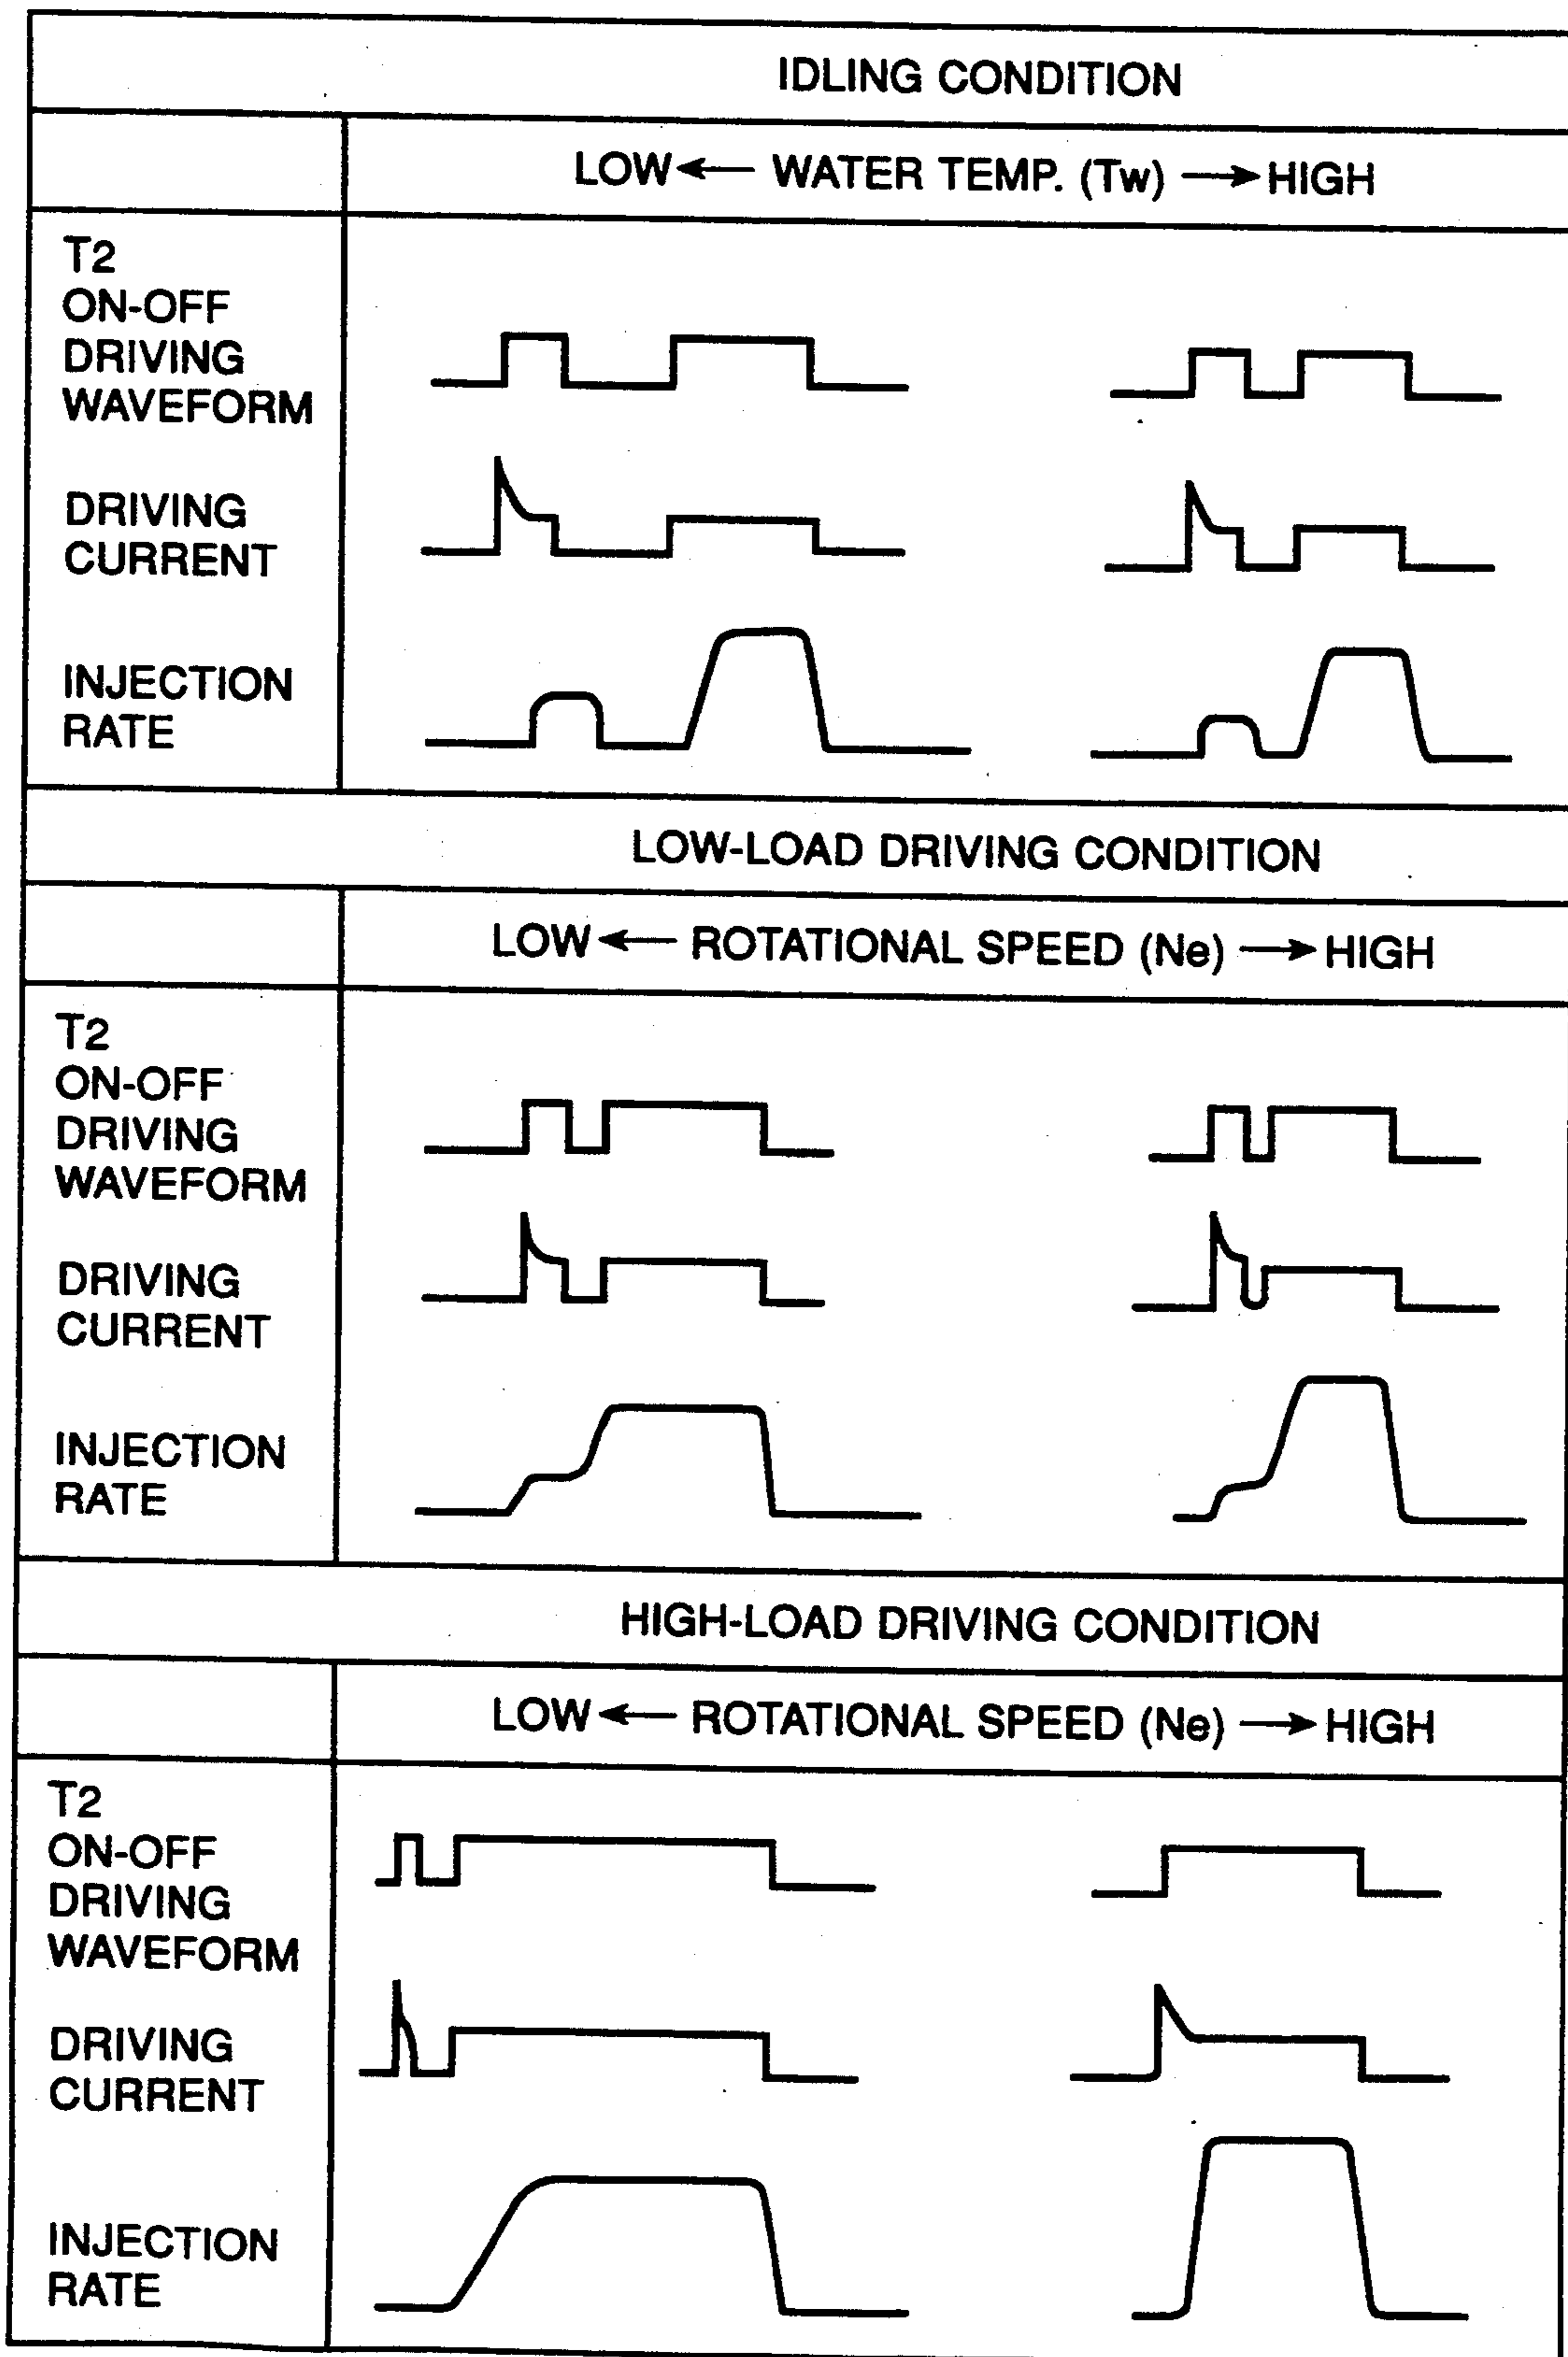 IDLING CONDITION
LOW ← WATER TEMP. (Tw) → HIGH
T2
ON-OFF
DRIVING
WAVEFORM
DRIVING
CURRENT
INJECTION
RATE
LOW-LOAD DRIVING CONDITION
LOW ← ROTATIONAL SPEED (Ne) → HIGH
T2
ON-OFF
DRIVING
WAVEFORM
DRIVING
CURRENT
INJECTION
RATE
HIGH-LOAD DRIVING CONDITION
LOW ← ROTATIONAL SPEED (Ne) → HIGH
T2
ON-OFF
DRIVING
WAVEFORM
DRIVING
CURRENT
INJECTION
RATE